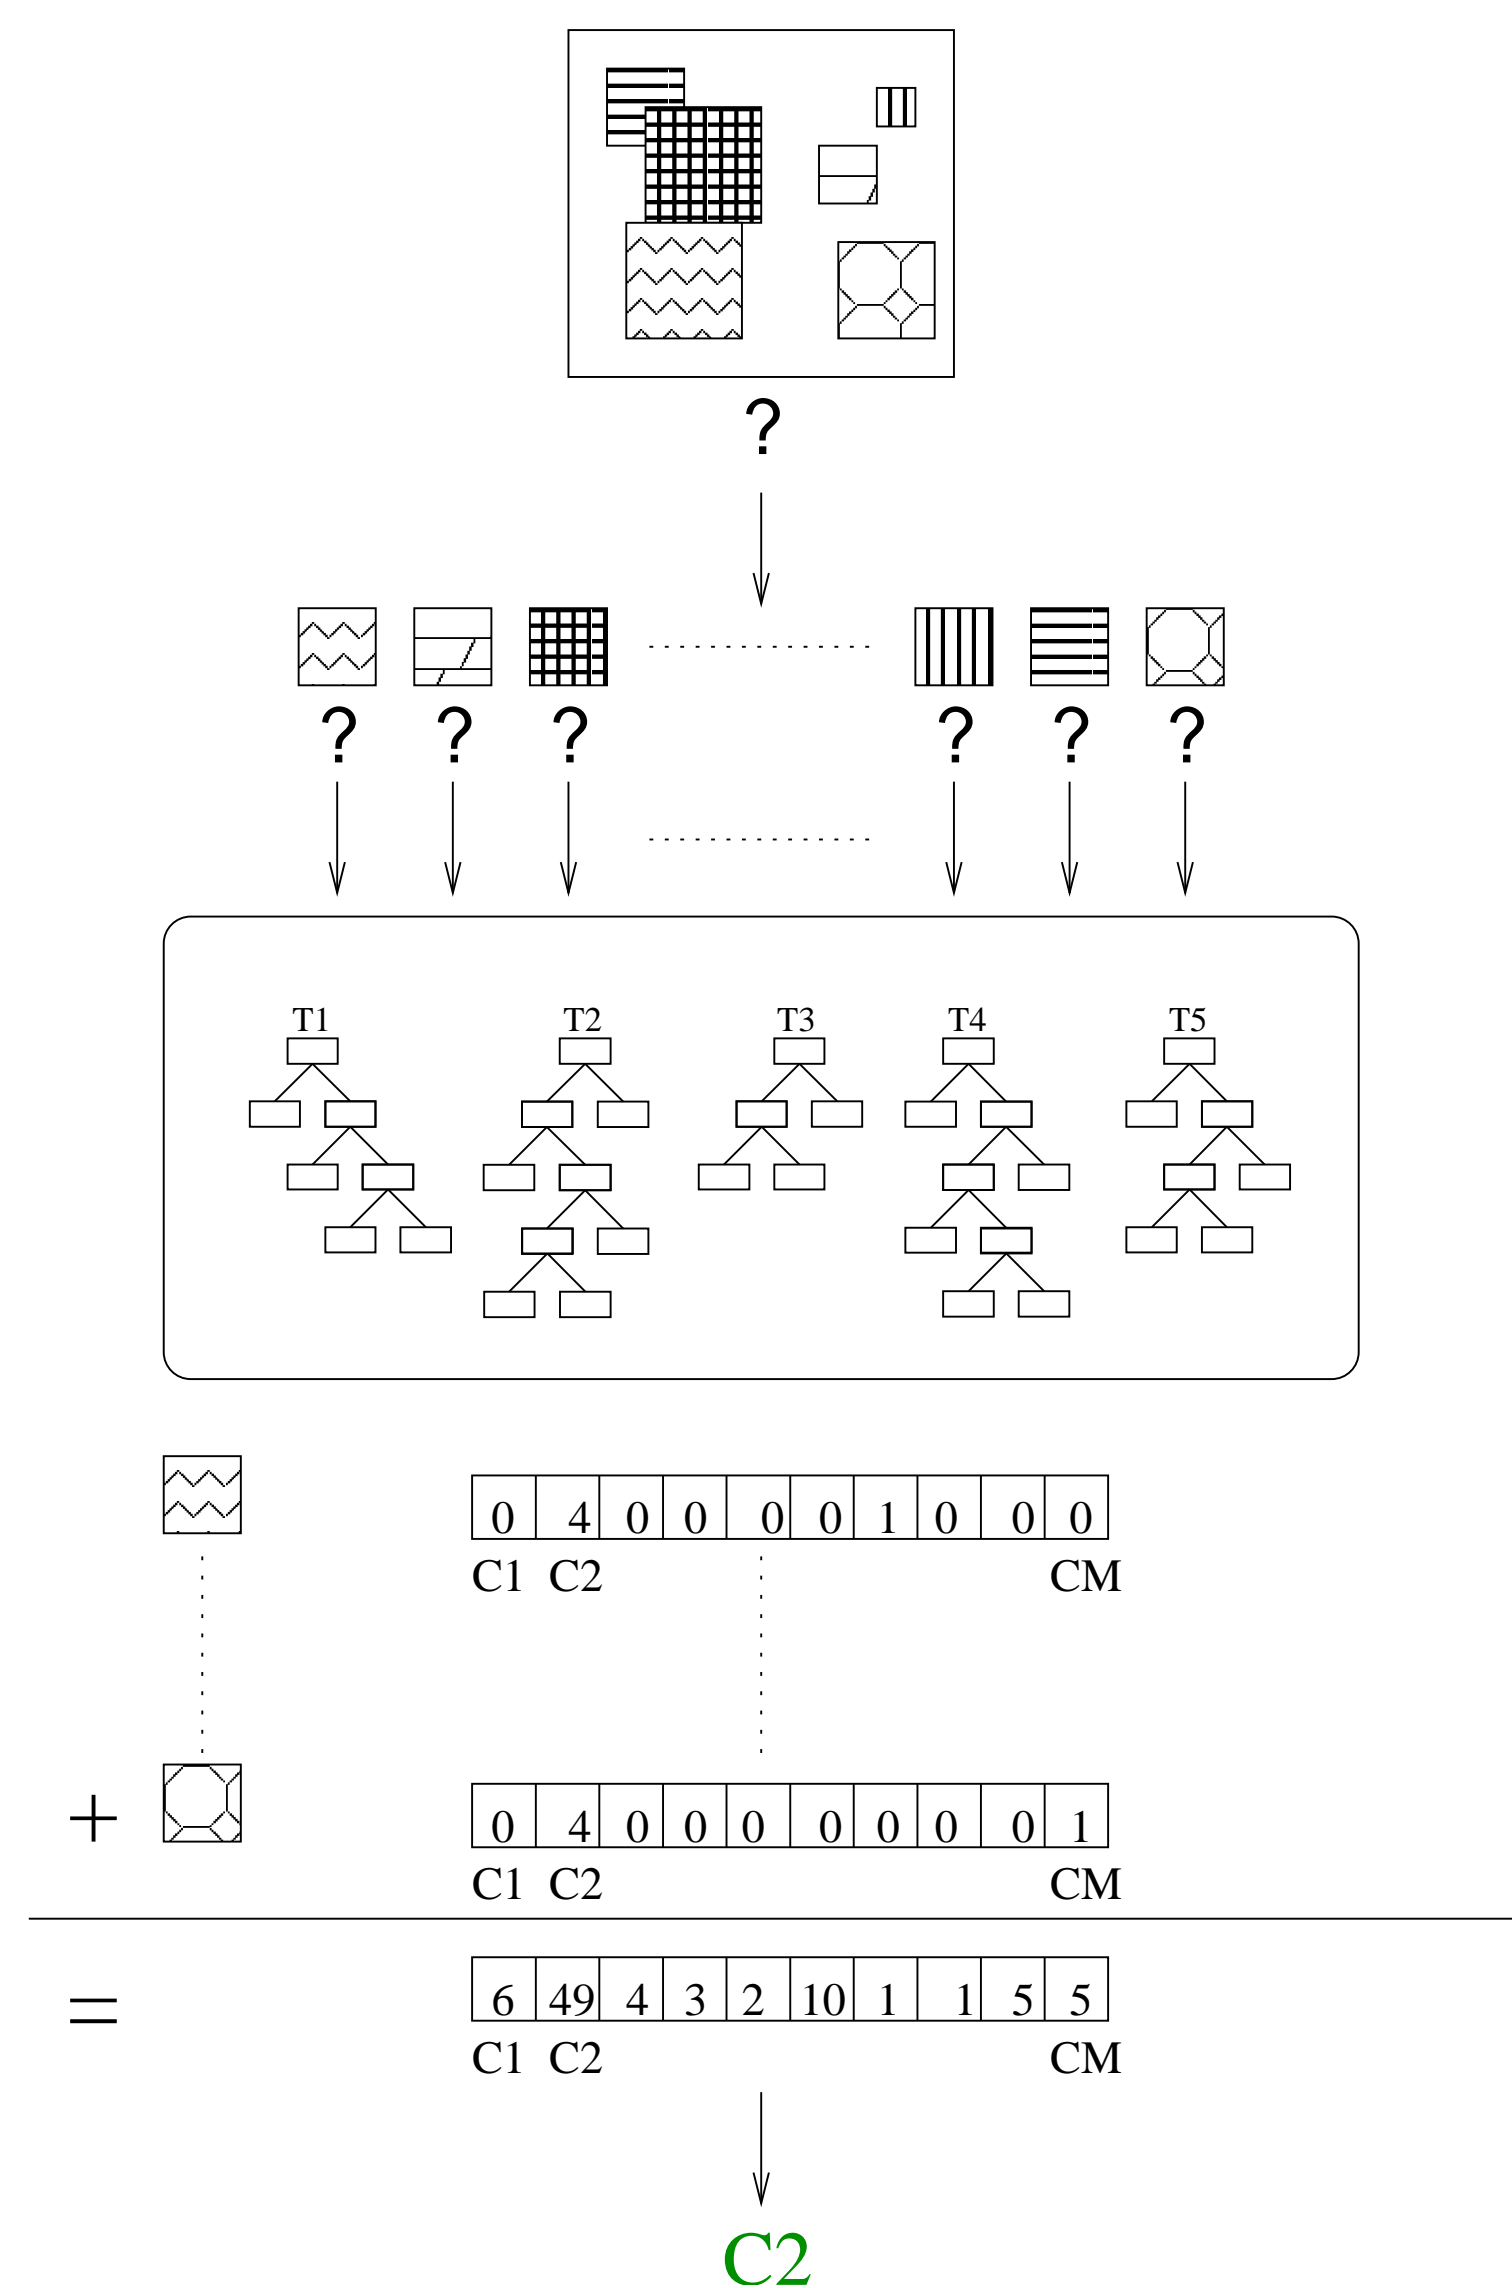 ?
? ? ? ? ? ?
T1 T2 T3 T4 T5
0 4 0 0 0 0 1 0 0 0
C1 C2 CM
+ 0 4 0 0 0 0 0 0 0 1
C1 C2 CM
= 6 49 4 3 2 10 1 1 5 5
C1 C2 CM
C2